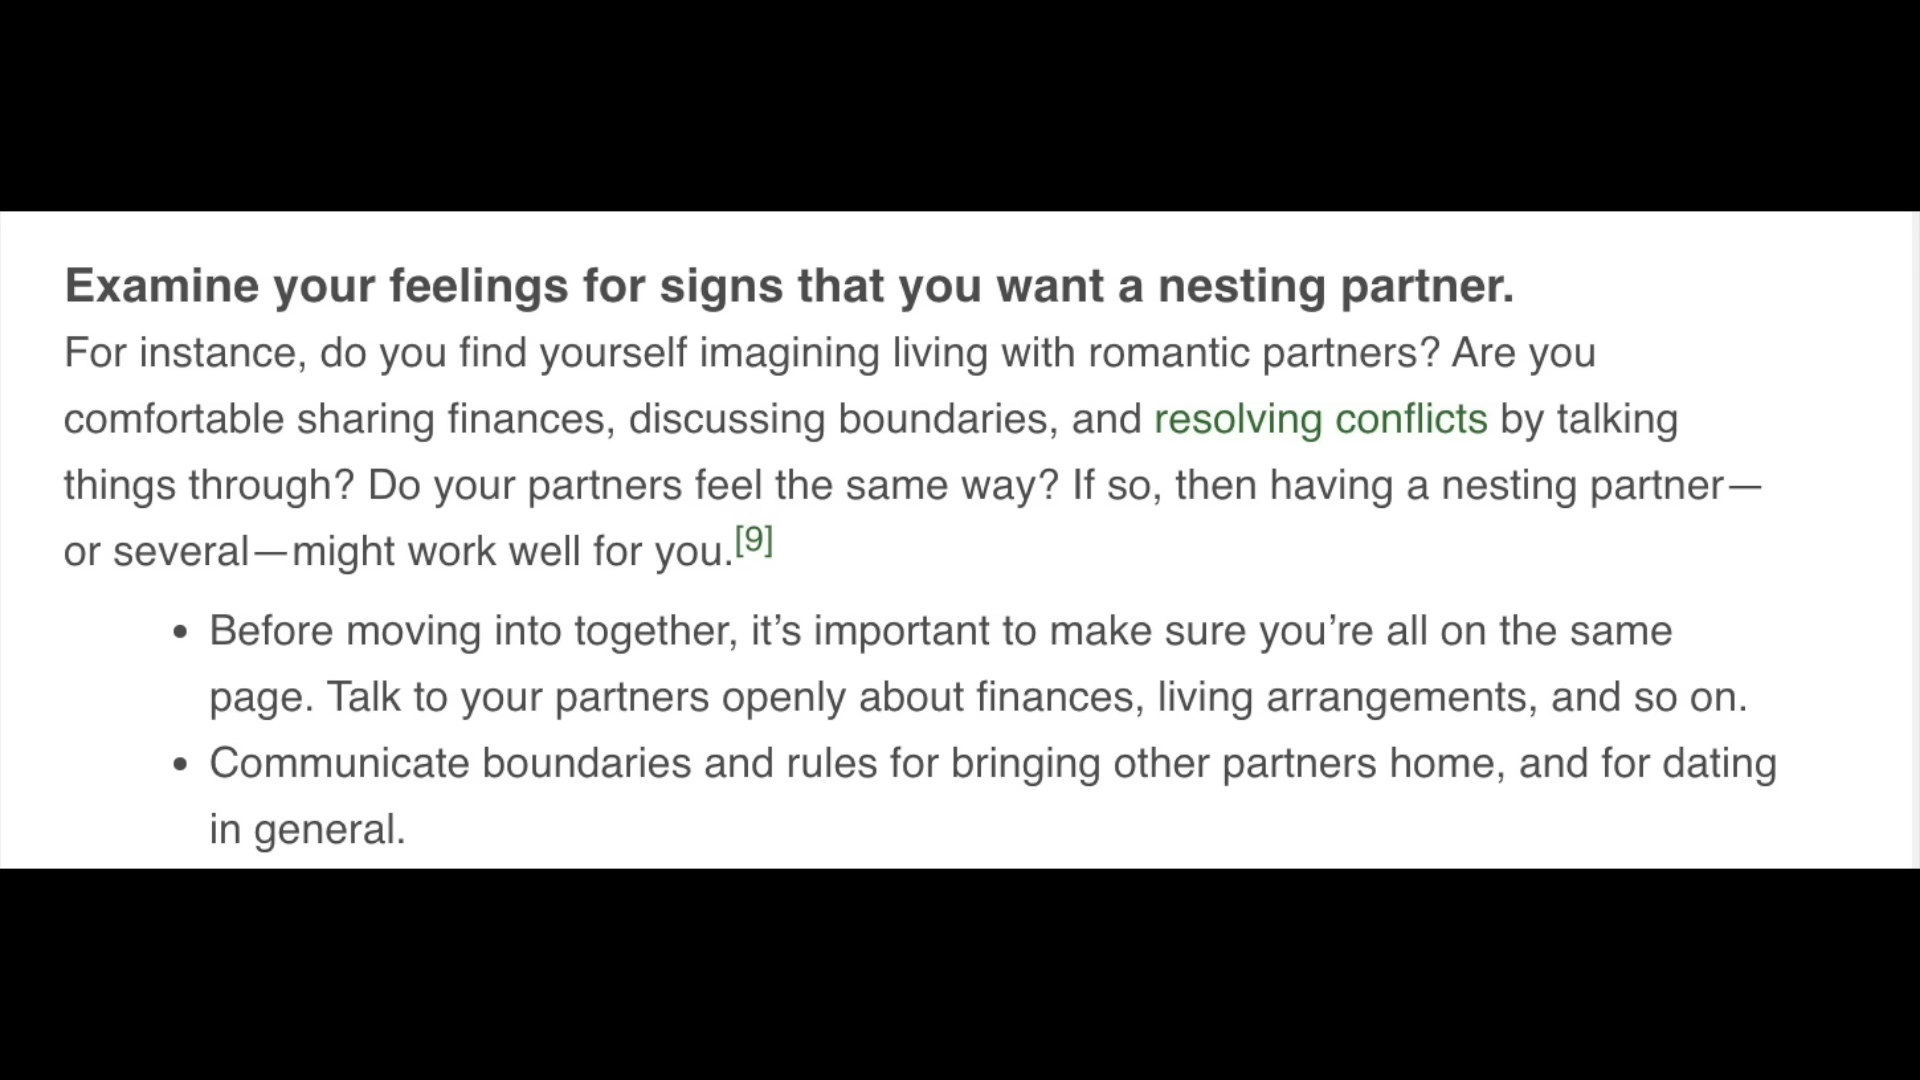 Examine your feelings for signs that you want a nesting partner.
For instance, do you find yourself imagining living with romantic partners? Are you
comfortable sharing finances, discussing boundaries, and resolving conflicts by talking
things through? Do your partners feel the same way? If so, then having a nesting partner—
or several—might work well for you.[9]
• Before moving into together, it’s important to make sure you’re all on the same
page. Talk to your partners openly about finances, living arrangements, and so on.
• Communicate boundaries and rules for bringing other partners home, and for dating
in general.